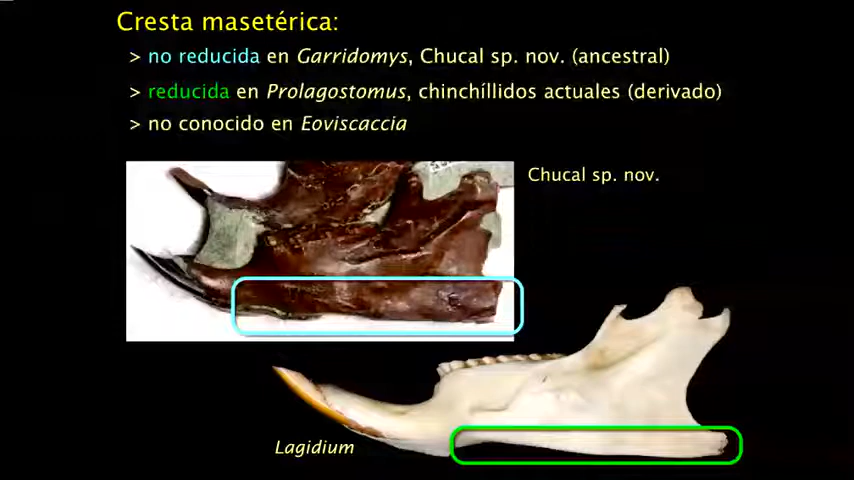 Cresta masetérica:
> no reducida en Garridomys, Chucal sp. nov. (ancestral)
> reducida en Prolagostomus, chinchíllidos actuales (derivado)
> no conocido en Eoviscaccia
Chucal sp. nov.
Lagidium